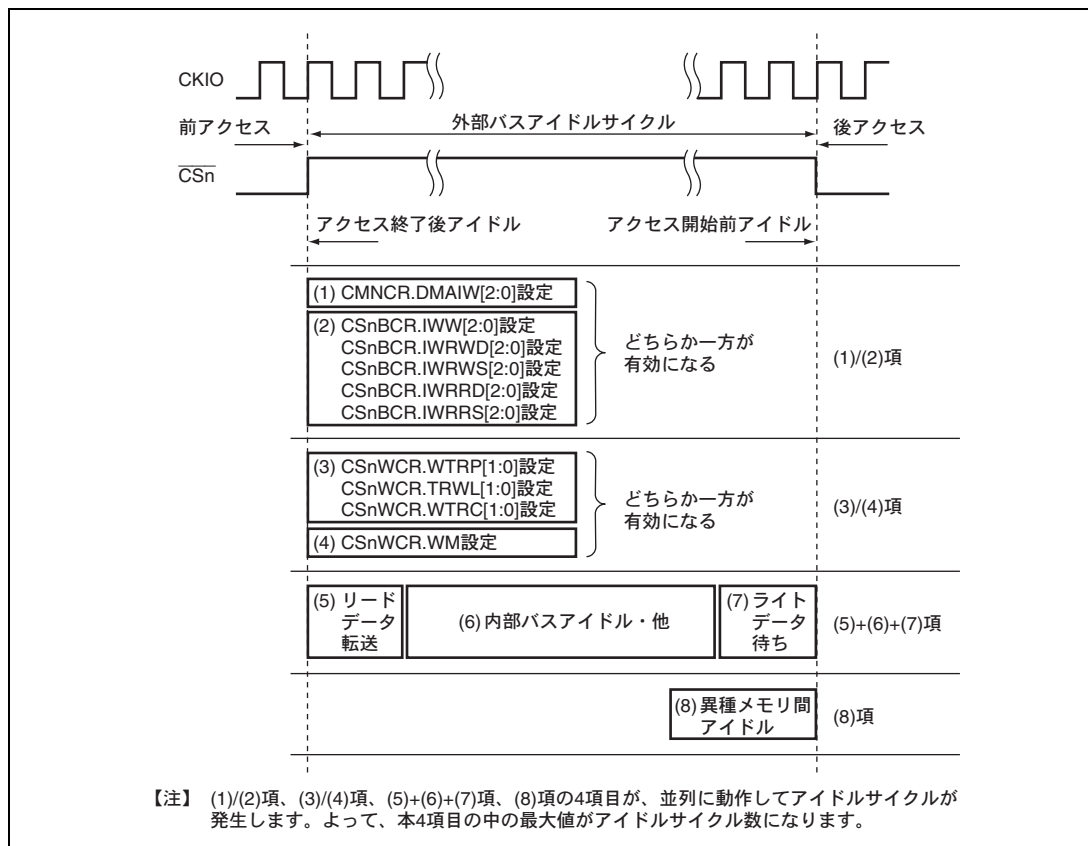 CKIO
前アクセス
外部バスアイドルサイクル
後アクセス
CSn
アクセス終了後アイドル
アクセス開始前アイドル
(1) CMNCR.DMAIW[2:0]設定
(2) CSnBCR.IWW[2:0]設定
CSnBCR.IWRWD[2:0]設定
CSnBCR.IWRWS[2:0]設定
CSnBCR.IWRRD[2:0]設定
CSnBCR.IWRRS[2:0]設定
どちらか一方が
有効になる
(1)/(2)項
(3) CSnWCR.WTRP[1:0]設定
CSnWCR.TRWL[1:0]設定
CSnWCR.WTRC[1:0]設定
(4) CSnWCR.WM設定
どちらか一方が
有効になる
(3)/(4)項
(5) リード
データ
転送
(6) 内部バスアイドル・他
(7) ライト
データ
待ち
(5)+(6)+(7)項
(8) 異種メモリ間
アイドル
(8)項
【注】 (1)/(2)項、(3)/(4)項、(5)+(6)+(7)項、(8)項の4項目が、並列に動作してアイドルサイクルが
発生します。よって、本4項目の中の最大値がアイドルサイクル数になります。